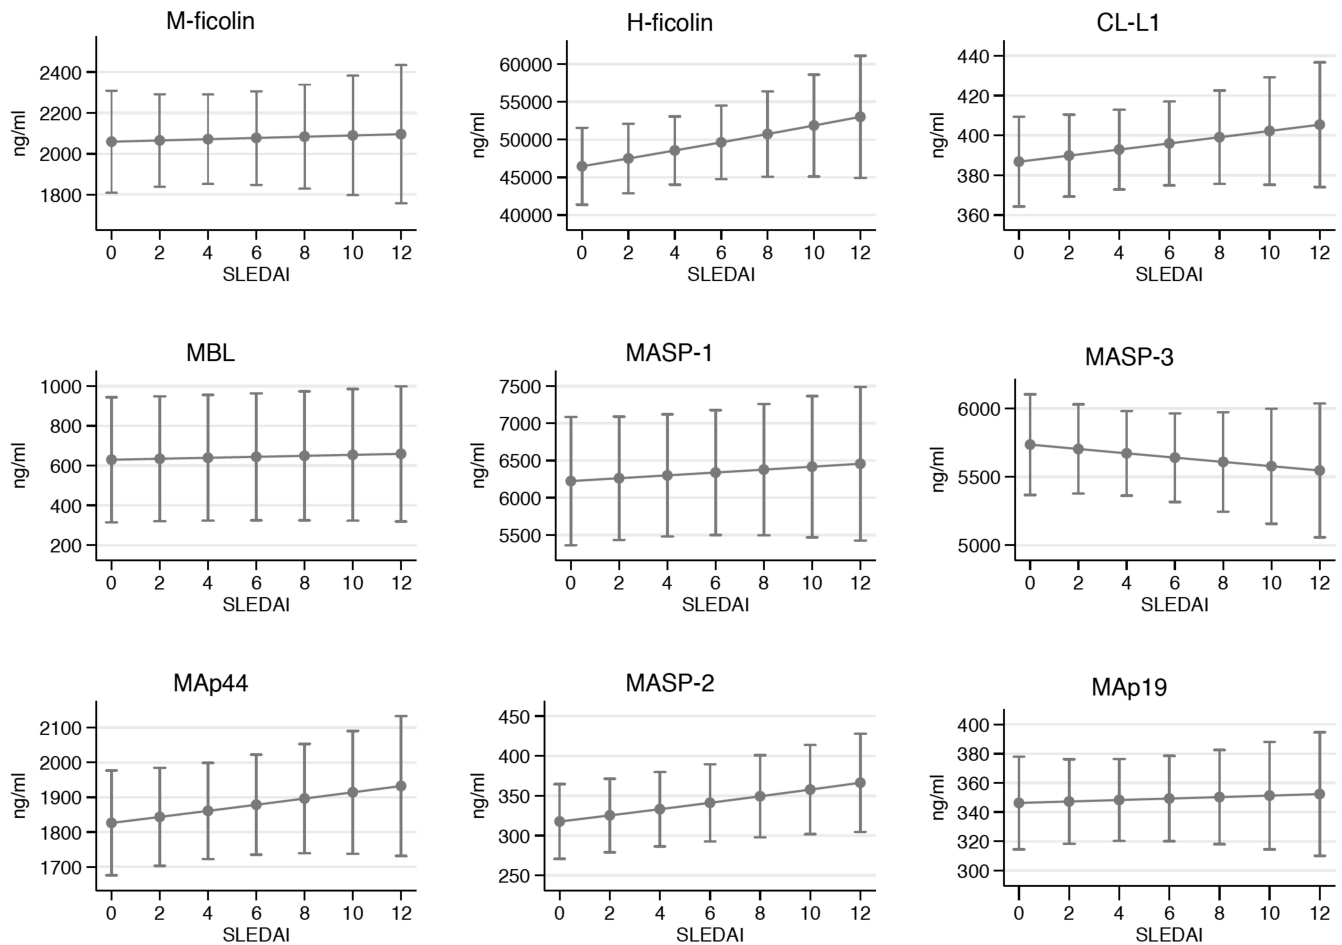 M-ficolin
ng/ml
2400
2200
2000
1800
0 2 4 6 8 10 12
SLEDAI
H-ficolin
ng/ml
60000
55000
50000
45000
40000
0 2 4 6 8 10 12
SLEDAI
CL-L1
ng/ml
440
420
400
380
360
0 2 4 6 8 10 12
SLEDAI
MBL
ng/ml
1000
800
600
400
200
0 2 4 6 8 10 12
SLEDAI
MASP-1
ng/ml
7500
7000
6500
6000
5500
0 2 4 6 8 10 12
SLEDAI
MASP-3
ng/ml
6000
5500
5000
0 2 4 6 8 10 12
SLEDAI
MAp44
ng/ml
2100
2000
1900
1800
1700
0 2 4 6 8 10 12
SLEDAI
MASP-2
ng/ml
450
400
350
300
250
0 2 4 6 8 10 12
SLEDAI
MAp19
ng/ml
400
380
360
340
320
300
0 2 4 6 8 10 12
SLEDAI